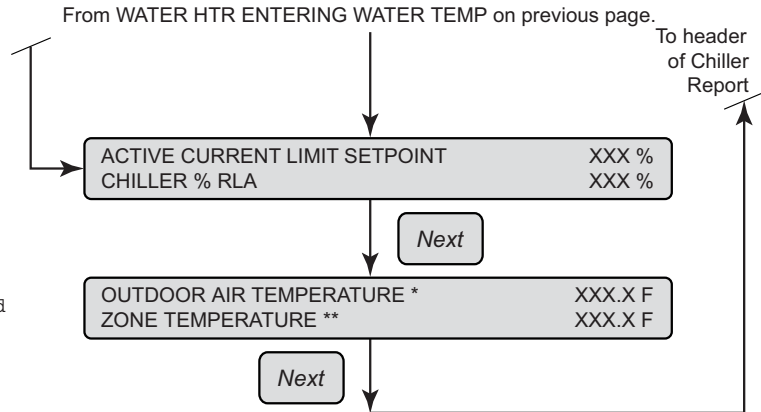 From WATER HTR ENTERING WATER TEMP on previous page.
To header
of Chiller
Report
ACTIVE CURRENT LIMIT SETPOINT XXX %
CHILLER % RLA XXX %
Next
OUTDOOR AIR TEMPERATURE * XXX.X F
ZONE TEMPERATURE ** XXX.X F
Next